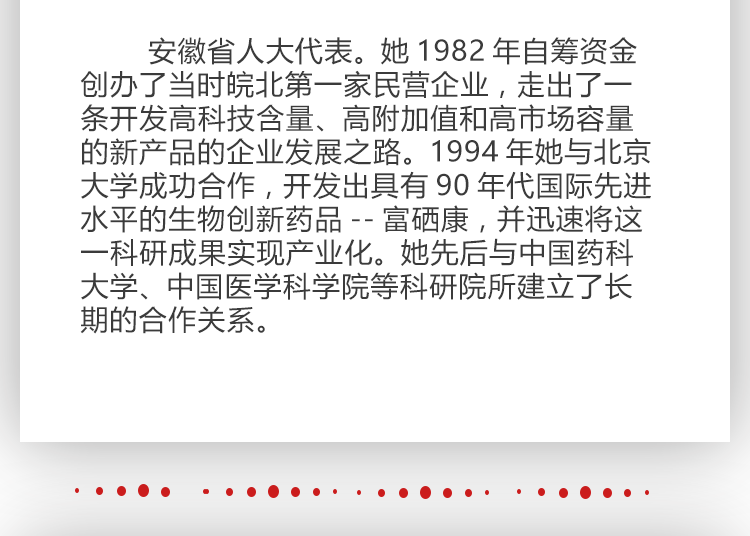 安徽省人大代表。她 1982 年自筹资金
创办了当时皖北第一家民营企业，走出了一
条开发高科技含量、高附加值和高市场容量
的新产品的企业发展之路。1994 年她与北京
大学成功合作，开发出具有 90 年代国际先进
水平的生物创新药品 -- 富硒康，并迅速将这
一科研成果实现产业化。她先后与中国药科
大学、中国医学科学院等科研院所建立了长
期的合作关系。